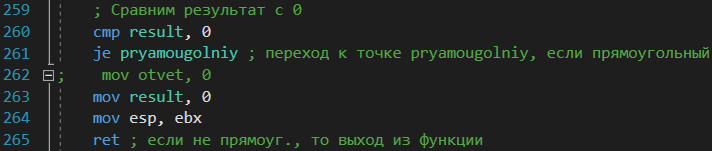 259 ; Сравним результат с 0
260 cmp result, 0
261 je pryamougolniy ; переход к точке pryamougolniy, если прямоугольный
262 ; mov otvet, 0
263 mov result, 0
264 mov esp, ebx
265 ret ; если не прямоуг., то выход из функции